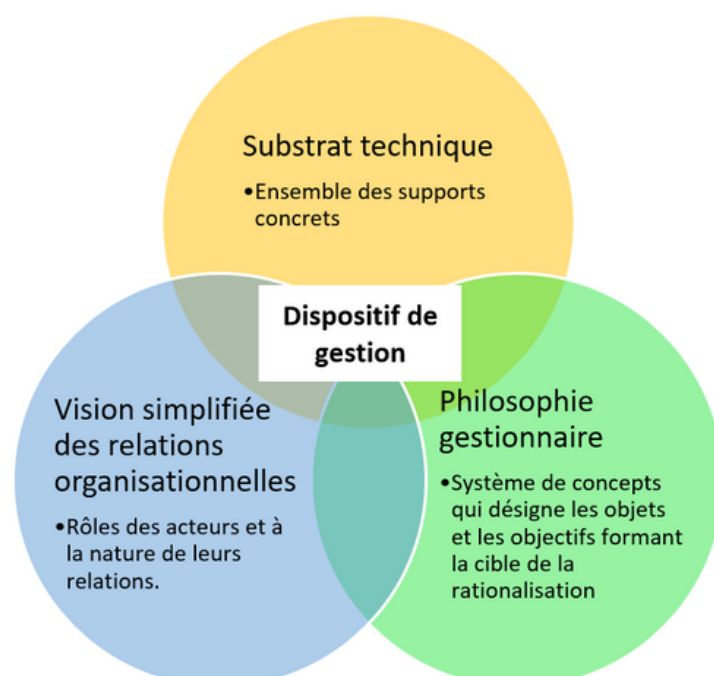 Substrat technique
•Ensemble des supports
concrets
Dispositif de
gestion
Vision simplifiée
des relations
organisationnelles
•Rôles des acteurs et à
la nature de leurs
relations.
Philosophie
gestionnaire
•Système de concepts
qui désigne les objets
et les objectifs formant
la cible de la
rationalisation